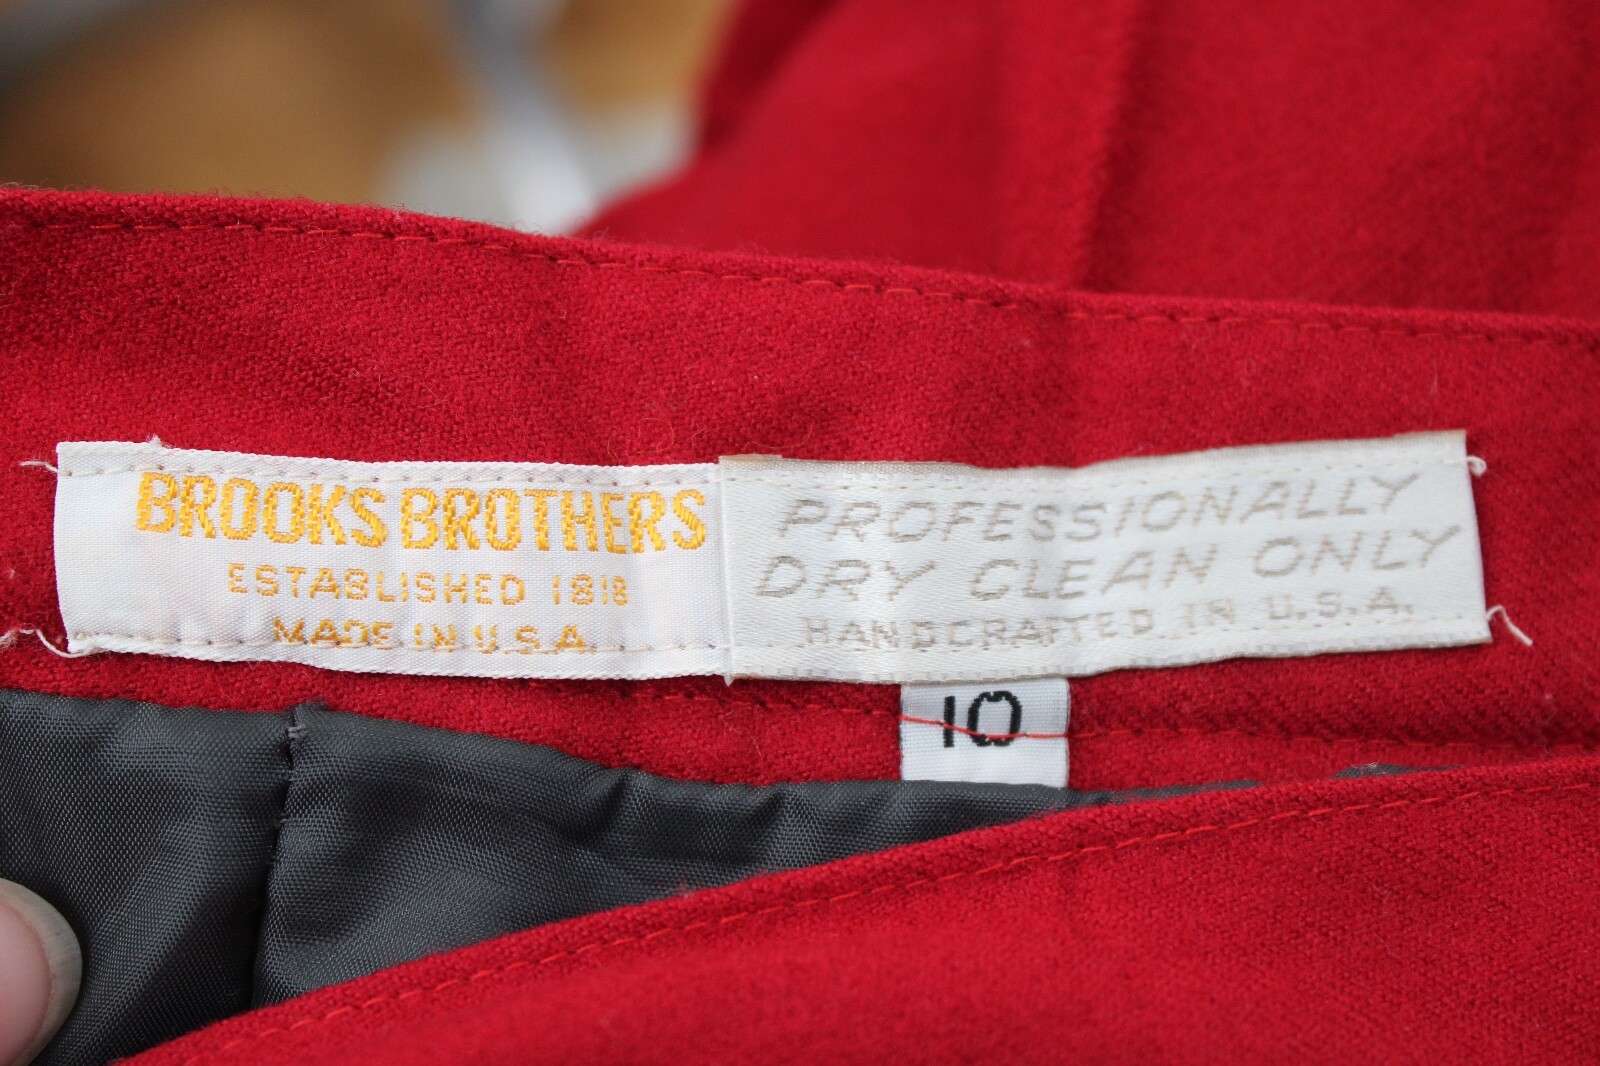 BROOKS BROTHERS
ESTABLISHED 1818
MADE IN U.S.A.
PROFESSIONALLY
DRY CLEAN ONLY
HANDCRAFTED IN U.S.A.
10